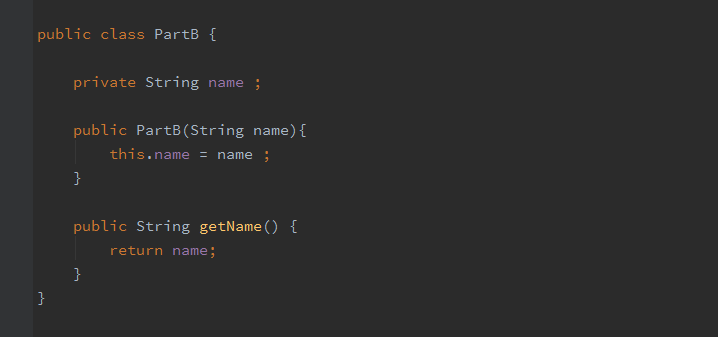 public class PartB {
private String name ;
public PartB(String name){
this.name = name ;
}
public String getName() {
return name;
}
}